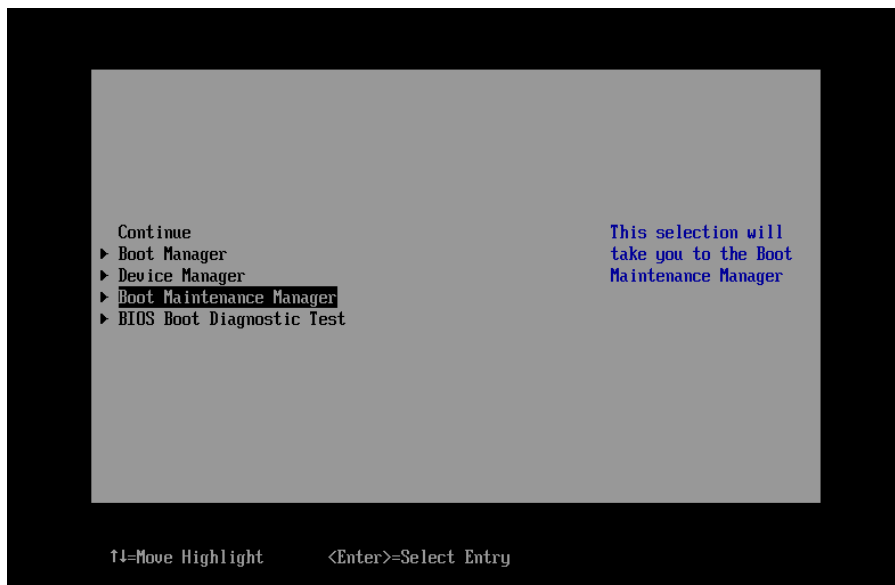 Continue
▶ Boot Manager
▶ Device Manager
▶ Boot Maintenance Manager
▶ BIOS Boot Diagnostic Test
This selection will
take you to the Boot
Maintenance Manager
↑↓=Move Highlight <Enter>=Select Entry